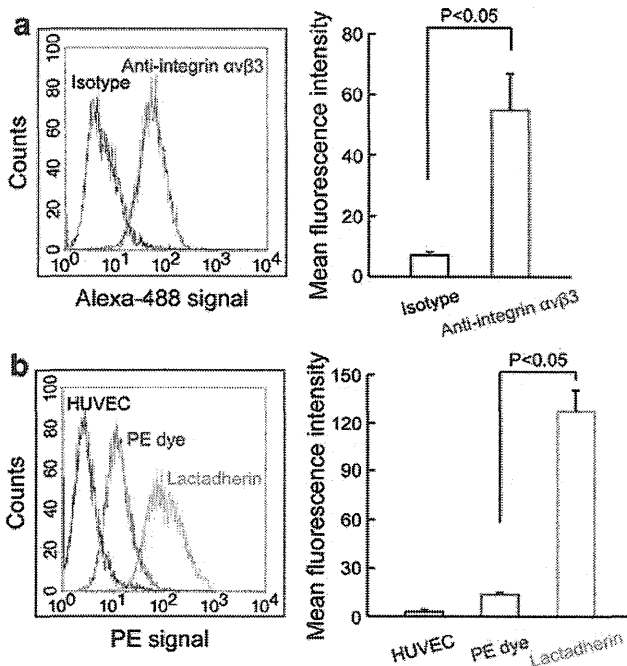 a
100
80
60
40
20
0
Counts
Isotype
Anti-integrin αvβ3
10⁰ 10¹ 10² 10³ 10⁴
Alexa-488 signal
P<0.05
80
60
40
20
0
Mean fluorescence intensity
Isotype
Anti-integrin αvβ3
b
100
80
60
40
20
0
Counts
HUVEC
PE dye
Lactadherin
10⁰ 10¹ 10² 10³ 10⁴
PE signal
P<0.05
150
120
90
60
30
0
Mean fluorescence intensity
HUVEC
PE dye
Lactadherin